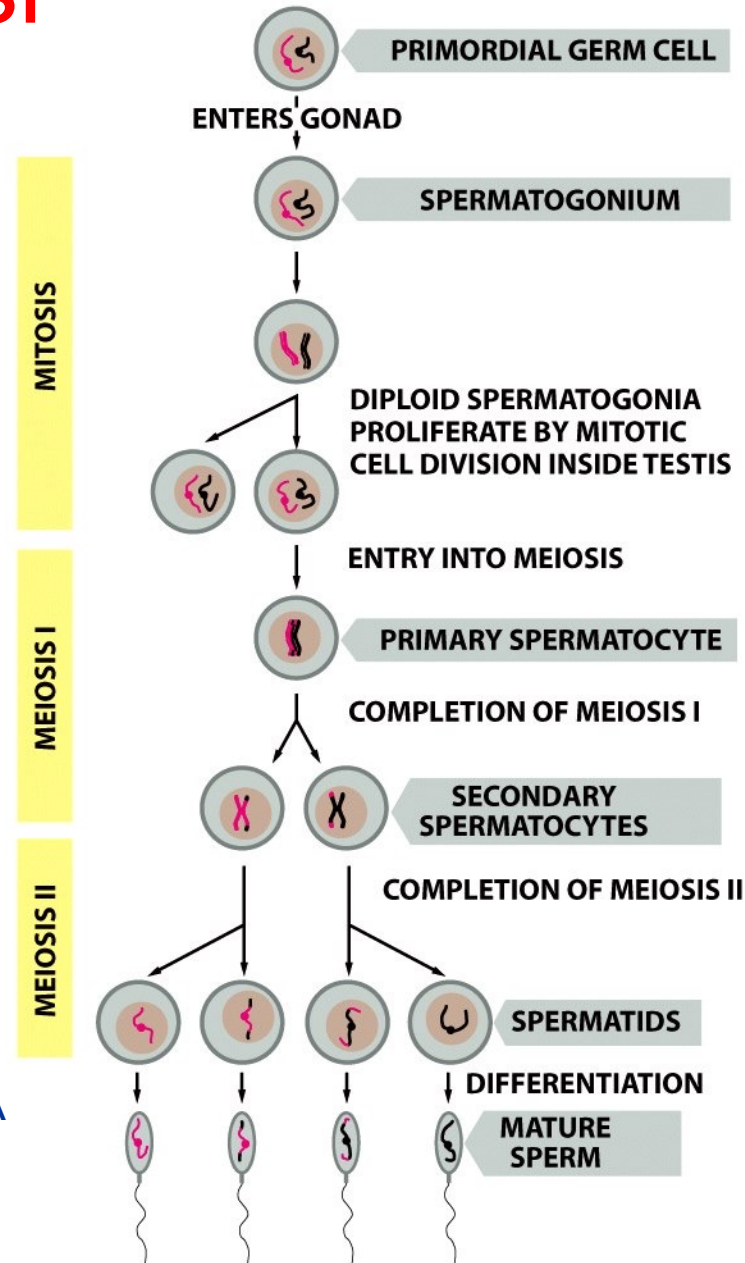 PRIMORDIAL GERM CELL
ENTERS GONAD
SPERMATOGONIUM
MITOSIS
DIPLOID SPERMATOGONIA
PROLIFERATE BY MITOTIC
CELL DIVISION INSIDE TESTIS
ENTRY INTO MEIOSIS
MEIOSIS I
PRIMARY SPERMATOCYTE
COMPLETION OF MEIOSIS I
SECONDARY
SPERMATOCYTES
MEIOSIS II
COMPLETION OF MEIOSIS II
SPERMATIDS
DIFFERENTIATION
MATURE
SPERM